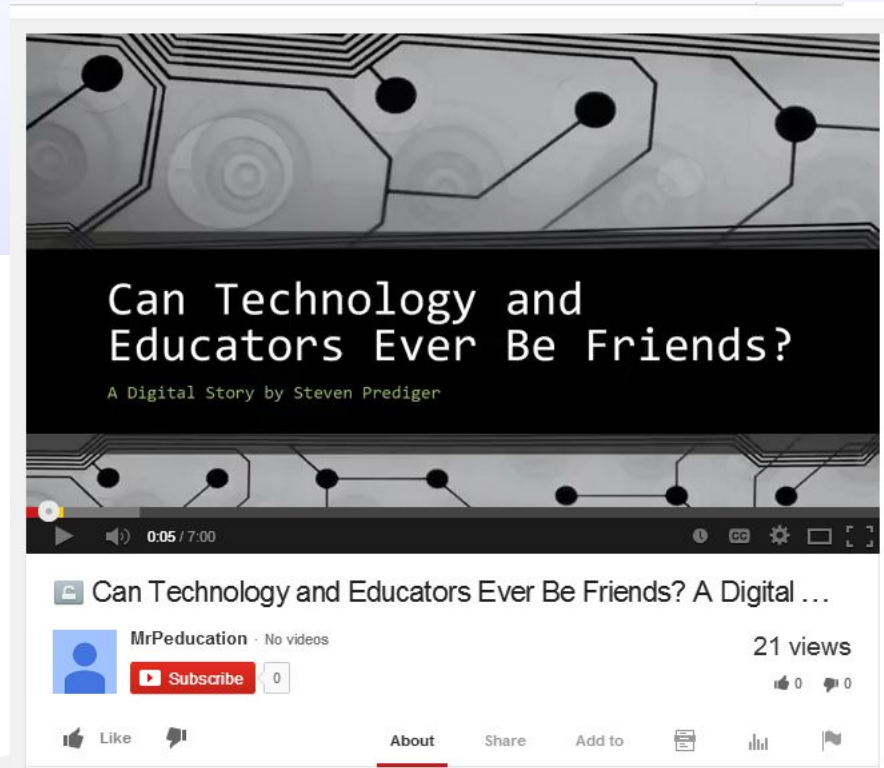 Can Technology and
Educators Ever Be Friends?
A Digital Story by Steven Prediger
0:05 / 7:00
CC
Can Technology and Educators Ever Be Friends? A Digital ...
MrPeducation · No videos
Subscribe 0
21 views
0 0
Like About Share Add to